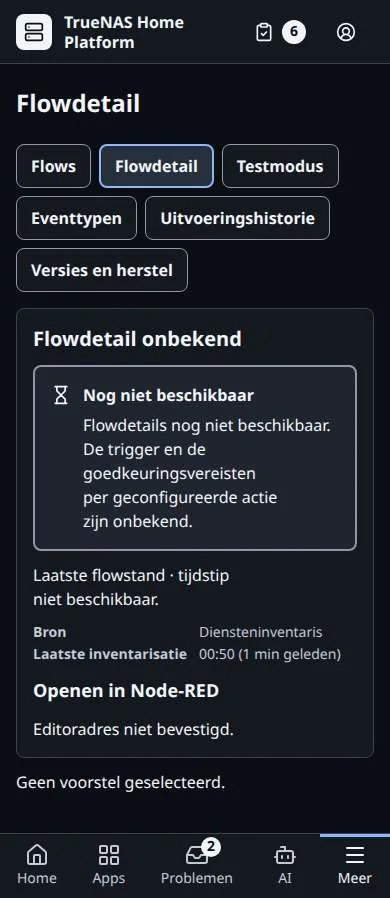 TrueNAS Home
Platform
6
Flowdetail
Flows
Flowdetail
Testmodus
Eventtypen
Uitvoeringshistorie
Versies en herstel
Flowdetail onbekend
Nog niet beschikbaar
Flowdetails nog niet beschikbaar.
De trigger en de
goedkeuringsvereisten
per geconfigureerde actie
zijn onbekend.
Laatste flowstand · tijdstip
niet beschikbaar.
Bron Diensteninventaris
Laatste inventarisatie 00:50 (1 min geleden)
Openen in Node-RED
Editoradres niet bevestigd.
Geen voorstel geselecteerd.
2
Home Apps Problemen AI Meer